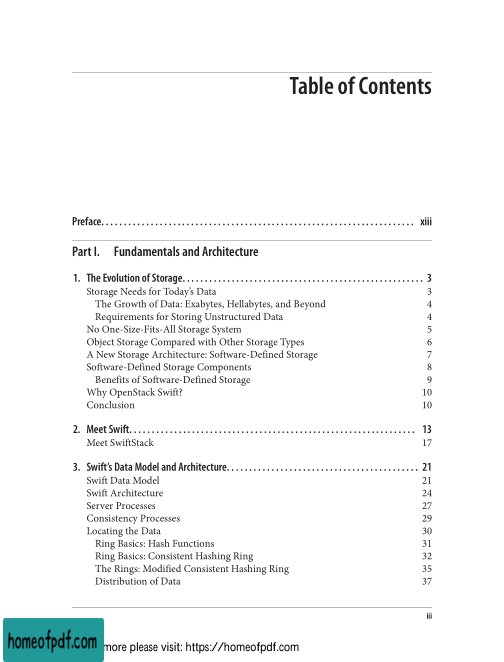 Table of Contents
Preface. . . . . . . . . . . . . . . . . . . . . . . . . . . . . . . . . . . . . . . . . . . . . . . . . . . . . . . . . . . . . . . . . . . . . . xiii
Part I. Fundamentals and Architecture
1. The Evolution of Storage. . . . . . . . . . . . . . . . . . . . . . . . . . . . . . . . . . . . . . . . . . . . . . . . . . . . . . 3
Storage Needs for Today's Data 3
The Growth of Data: Exabytes, Hellabytes, and Beyond 4
Requirements for Storing Unstructured Data 4
No One-Size-Fits-All Storage System 5
Object Storage Compared with Other Storage Types 6
A New Storage Architecture: Software-Defined Storage 7
Software-Defined Storage Components 8
Benefits of Software-Defined Storage 9
Why OpenStack Swift? 10
Conclusion 10
2. Meet Swift. . . . . . . . . . . . . . . . . . . . . . . . . . . . . . . . . . . . . . . . . . . . . . . . . . . . . . . . . . . . . . . . 13
Meet SwiftStack 17
3. Swift's Data Model and Architecture. . . . . . . . . . . . . . . . . . . . . . . . . . . . . . . . . . . . . . . . . . . 21
Swift Data Model 21
Swift Architecture 24
Server Processes 27
Consistency Processes 29
Locating the Data 30
Ring Basics: Hash Functions 31
Ring Basics: Consistent Hashing Ring 32
The Rings: Modified Consistent Hashing Ring 35
Distribution of Data 37
iii
homeofpdf.com more please visit: https://homeofpdf.com